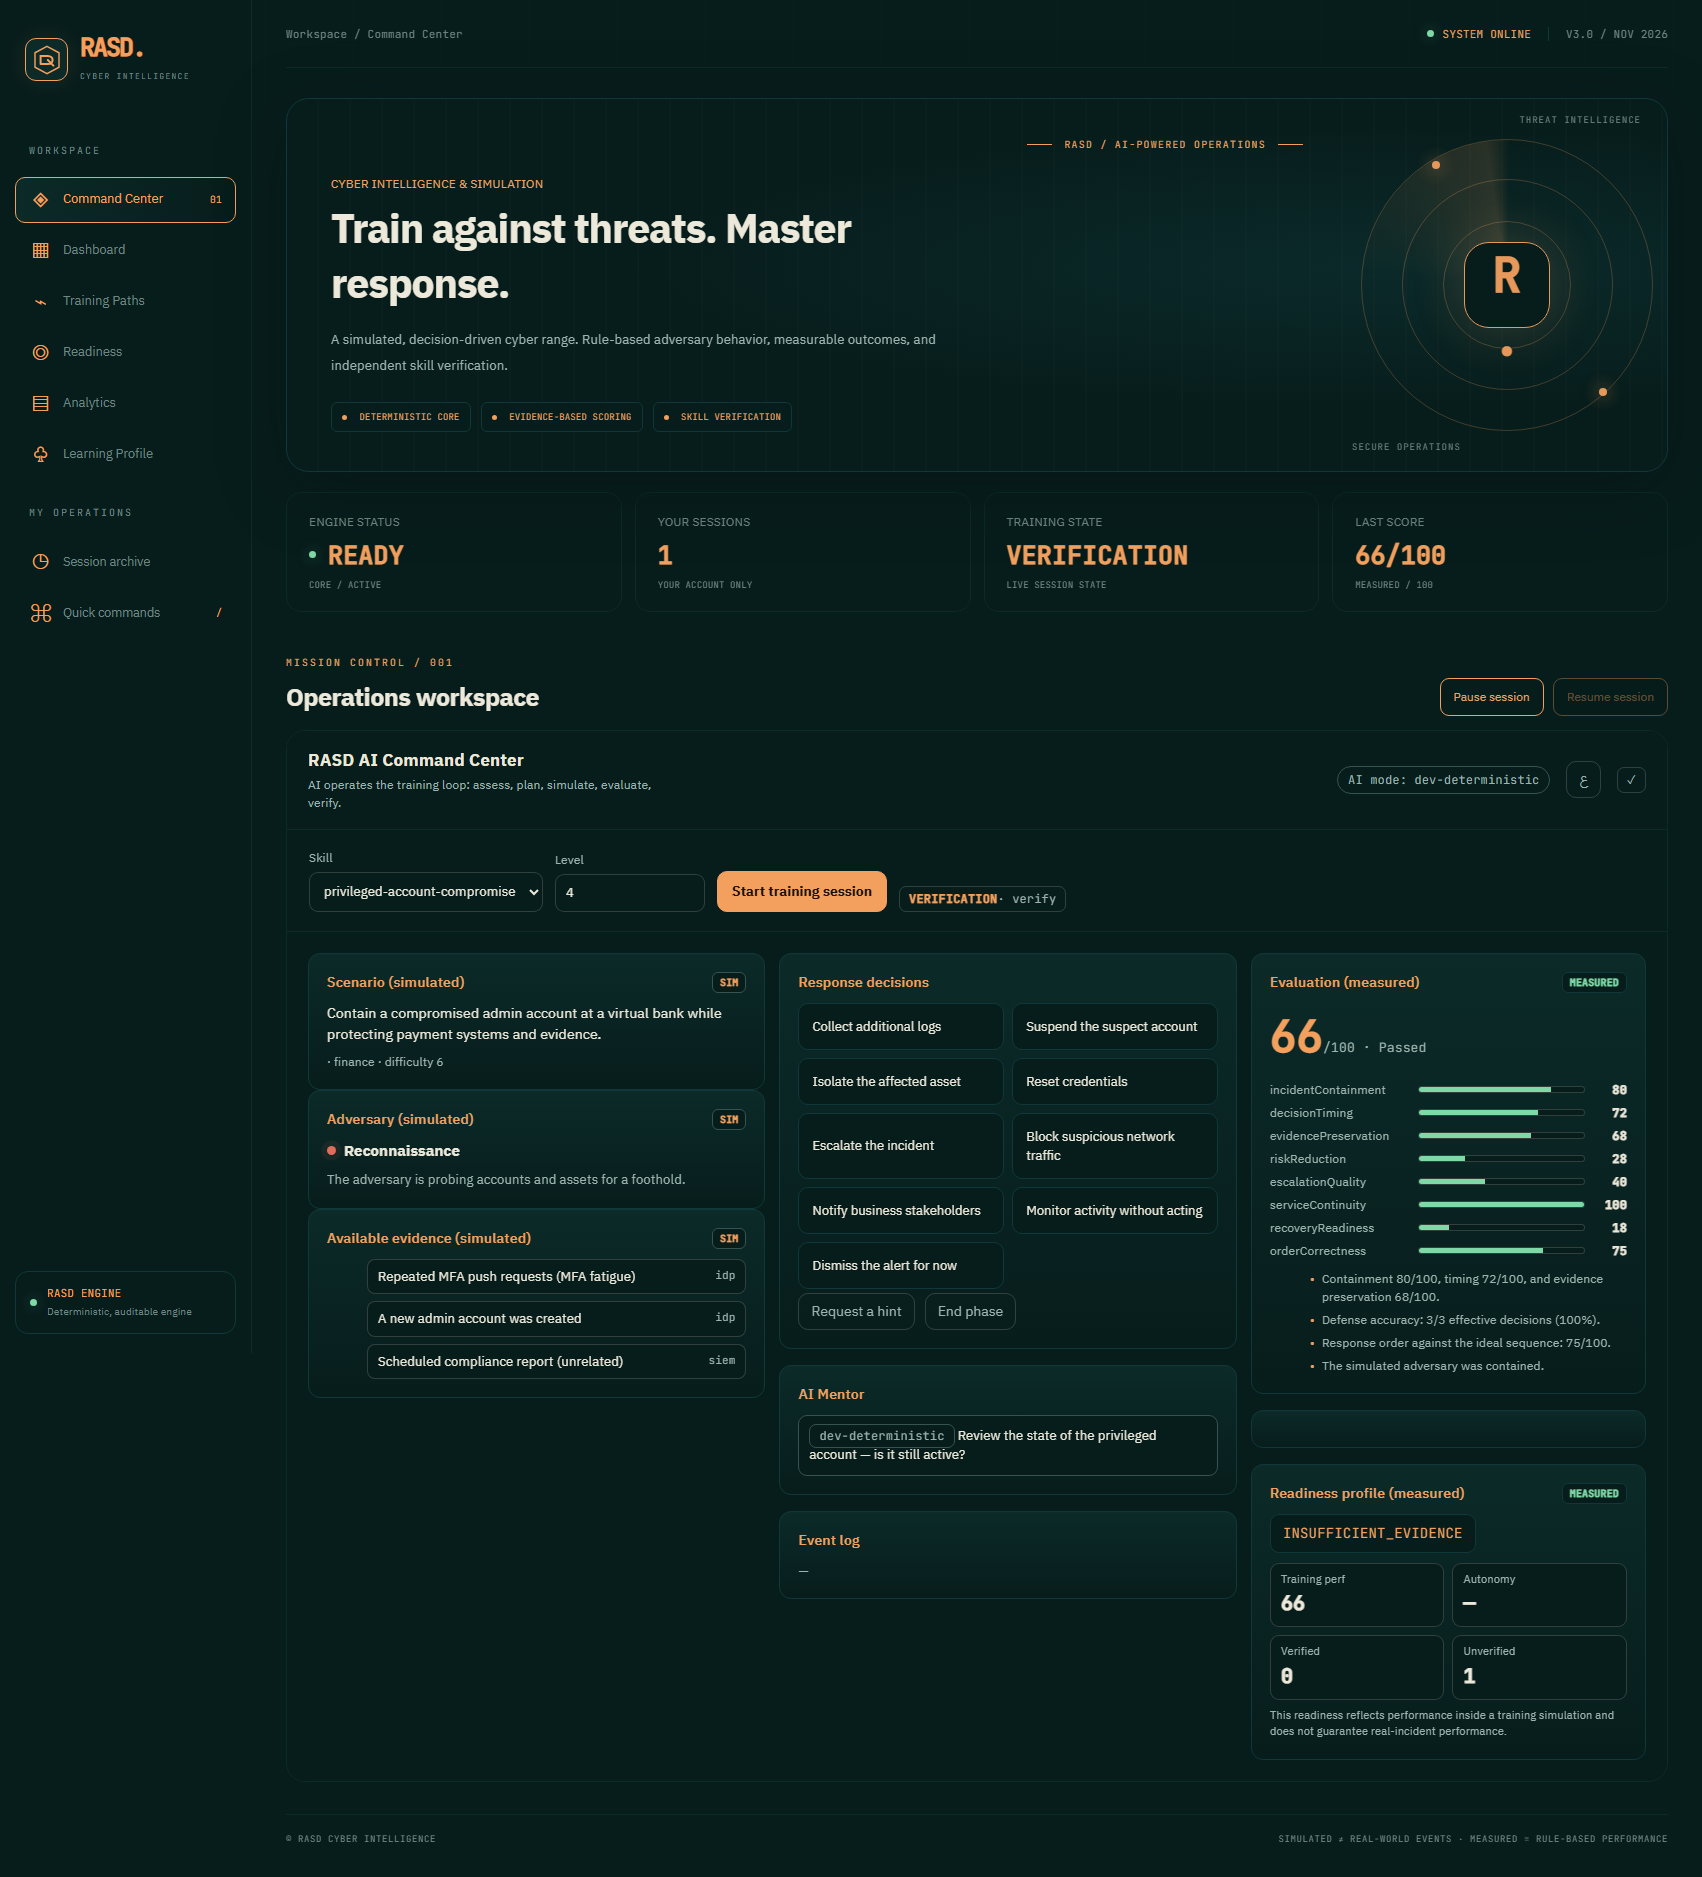 RASD.
CYBER INTELLIGENCE
WORKSPACE
Command Center 01
Dashboard
Training Paths
Readiness
Analytics
Learning Profile
MY OPERATIONS
Session archive
Quick commands /
RASD ENGINE
Deterministic, auditable engine
Workspace / Command Center
SYSTEM ONLINE
V3.0 / NOV 2026
RASD / AI-POWERED OPERATIONS
CYBER INTELLIGENCE & SIMULATION
Train against threats. Master
response.
A simulated, decision-driven cyber range. Rule-based adversary behavior, measurable outcomes, and
independent skill verification.
DETERMINISTIC CORE
EVIDENCE-BASED SCORING
SKILL VERIFICATION
THREAT INTELLIGENCE
R
SECURE OPERATIONS
ENGINE STATUS
READY
CORE / ACTIVE
YOUR SESSIONS
1
YOUR ACCOUNT ONLY
TRAINING STATE
VERIFICATION
LIVE SESSION STATE
LAST SCORE
66/100
MEASURED / 100
MISSION CONTROL / 001
Operations workspace
Pause session
Resume session
RASD AI Command Center
AI operates the training loop: assess, plan, simulate, evaluate,
verify.
AI mode: dev-deterministic
ع
✓
Skill
privileged-account-compromise
Level
4
Start training session
VERIFICATION· verify
Scenario (simulated) SIM
Contain a compromised admin account at a virtual bank while
protecting payment systems and evidence.
· finance · difficulty 6
Adversary (simulated) SIM
Reconnaissance
The adversary is probing accounts and assets for a foothold.
Available evidence (simulated) SIM
Repeated MFA push requests (MFA fatigue) idp
A new admin account was created idp
Scheduled compliance report (unrelated) siem
Response decisions
Collect additional logs
Suspend the suspect account
Isolate the affected asset
Reset credentials
Escalate the incident
Block suspicious network
traffic
Notify business stakeholders
Monitor activity without acting
Dismiss the alert for now
Request a hint
End phase
AI Mentor
dev-deterministic Review the state of the privileged
account — is it still active?
Event log
—
Evaluation (measured) MEASURED
66/100 · Passed
incidentContainment 80
decisionTiming 72
evidencePreservation 68
riskReduction 28
escalationQuality 40
serviceContinuity 100
recoveryReadiness 18
orderCorrectness 75
• Containment 80/100, timing 72/100, and evidence
preservation 68/100.
• Defense accuracy: 3/3 effective decisions (100%).
• Response order against the ideal sequence: 75/100.
• The simulated adversary was contained.
Readiness profile (measured) MEASURED
INSUFFICIENT_EVIDENCE
Training perf
66
Autonomy
—
Verified
0
Unverified
1
This readiness reflects performance inside a training simulation and
does not guarantee real-incident performance.
© RASD CYBER INTELLIGENCE
SIMULATED ≠ REAL-WORLD EVENTS · MEASURED = RULE-BASED PERFORMANCE